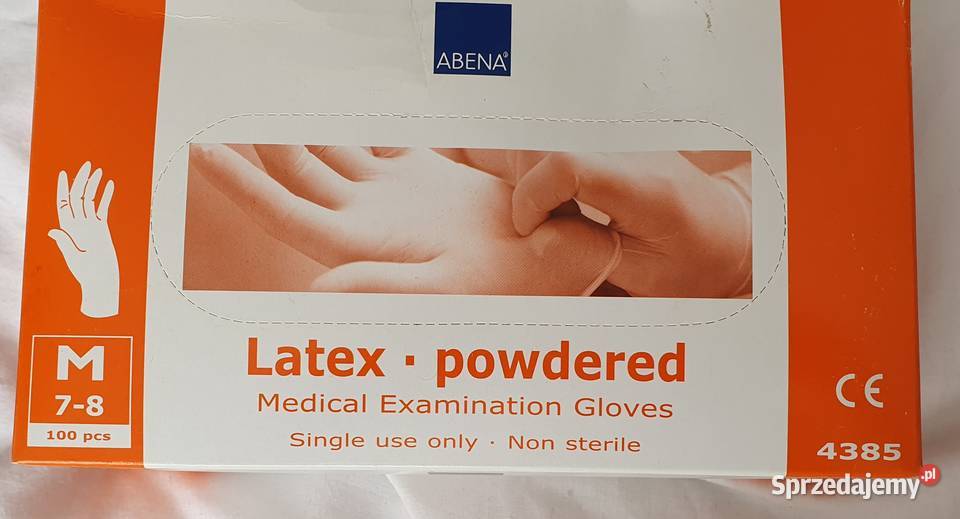 ABENA®
Latex · powdered
Medical Examination Gloves
Single use only · Non sterile
M
7-8
100 pcs
CE
4385
Sprzedajemy.pl